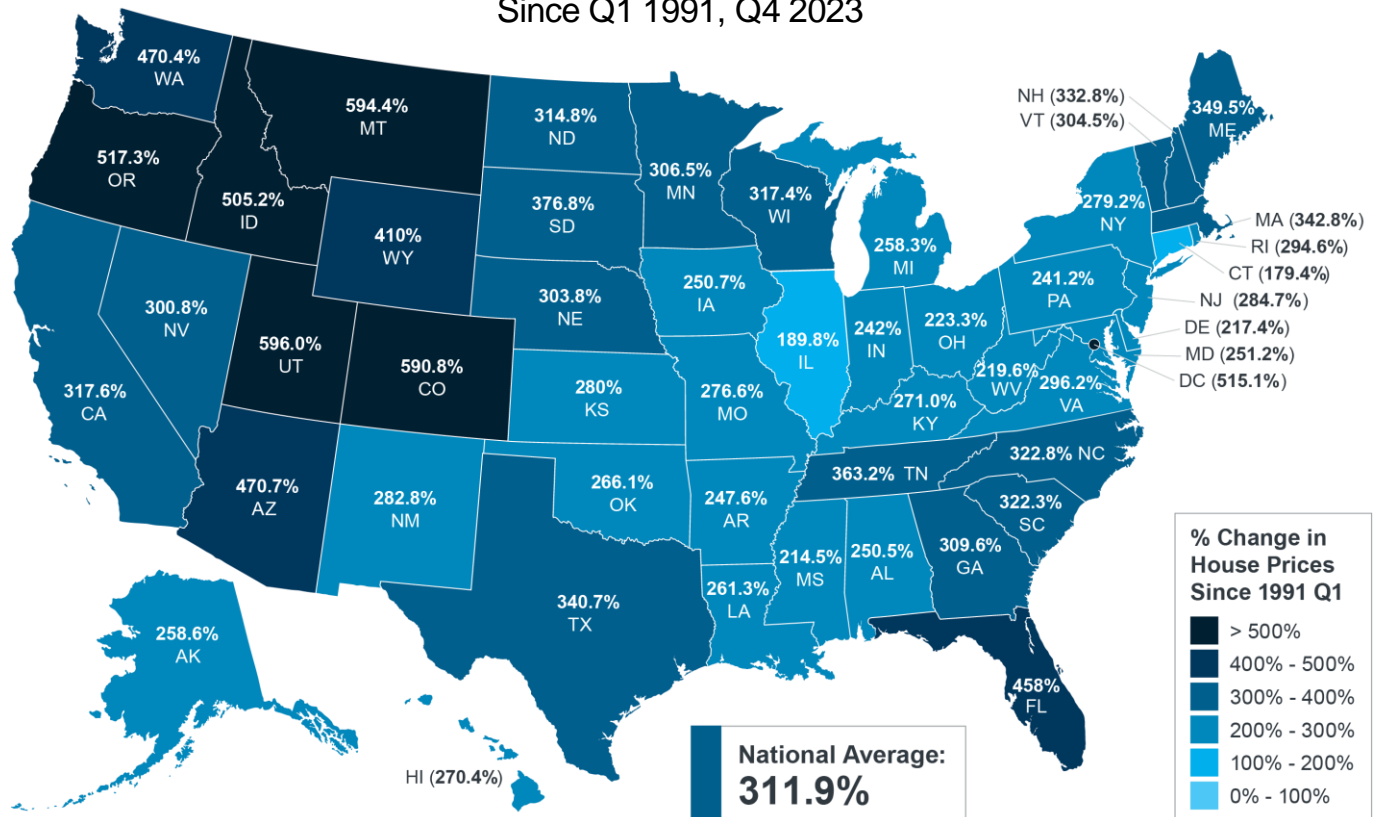 Since Q1 1991, Q4 2023
470.4%
WA
594.4%
MT
314.8%
ND
306.5%
MN
317.4%
WI
258.3%
MI
279.2%
NY
NH (332.8%)
VT (304.5%)
349.5%
ME
517.3%
OR
505.2%
ID
410%
WY
376.8%
SD
250.7%
IA
303.8%
NE
MA (342.8%)
RI (294.6%)
CT (179.4%)
NJ (284.7%)
DE (217.4%)
MD (251.2%)
DC (515.1%)
241.2%
PA
300.8%
NV
317.6%
CA
596.0%
UT
590.8%
CO
280%
KS
276.6%
MO
189.8%
IL
242%
IN
223.3%
OH
219.6%
WV
296.2%
VA
271.0%
KY
363.2% TN
322.8% NC
322.3%
SC
470.7%
AZ
282.8%
NM
266.1%
OK
247.6%
AR
214.5%
MS
250.5%
AL
309.6%
GA
340.7%
TX
261.3%
LA
458%
FL
258.6%
AK
HI (270.4%)
National Average:
311.9%
% Change in
House Prices
Since 1991 Q1
> 500%
400% - 500%
300% - 400%
200% - 300%
100% - 200%
0% - 100%